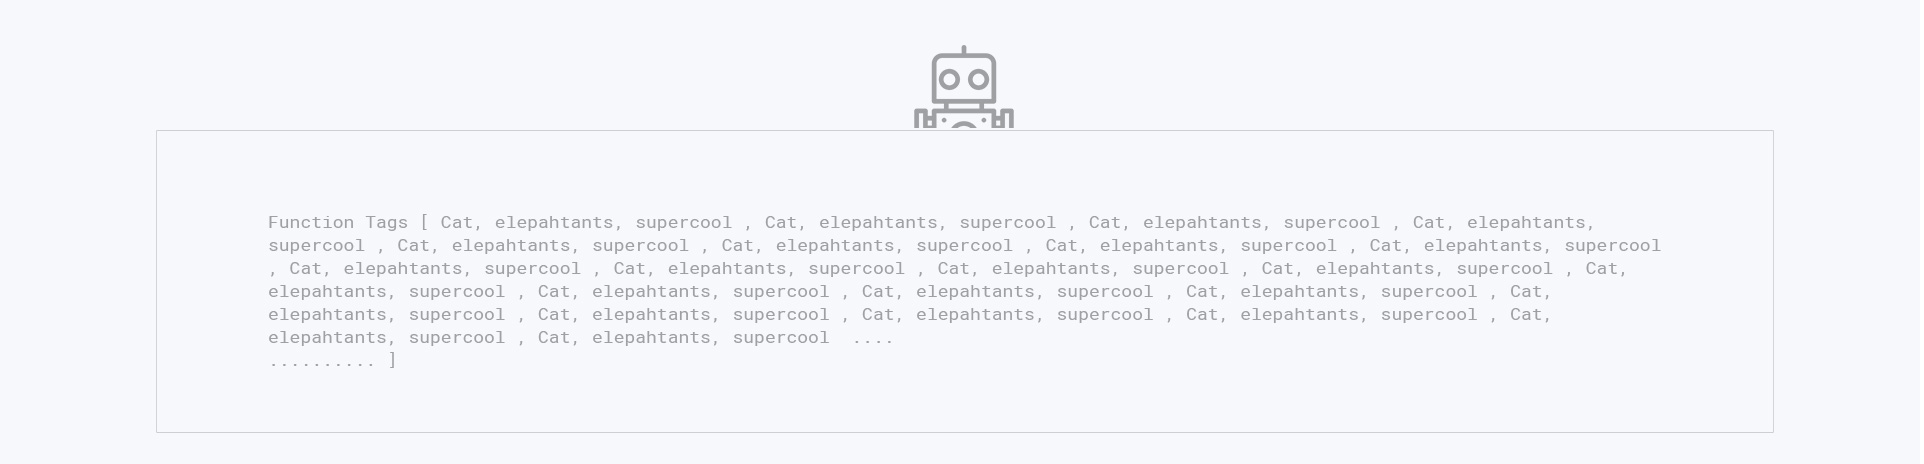 Function Tags [ Cat, elepahtants, supercool , Cat, elepahtants, supercool , Cat, elepahtants, supercool , Cat, elepahtants,
supercool , Cat, elepahtants, supercool , Cat, elepahtants, supercool , Cat, elepahtants, supercool , Cat, elepahtants, supercool
, Cat, elepahtants, supercool , Cat, elepahtants, supercool , Cat, elepahtants, supercool , Cat, elepahtants, supercool , Cat,
elepahtants, supercool , Cat, elepahtants, supercool , Cat, elepahtants, supercool , Cat, elepahtants, supercool , Cat,
elepahtants, supercool , Cat, elepahtants, supercool , Cat, elepahtants, supercool , Cat, elepahtants, supercool , Cat,
elepahtants, supercool , Cat, elepahtants, supercool  ....
.......... ]